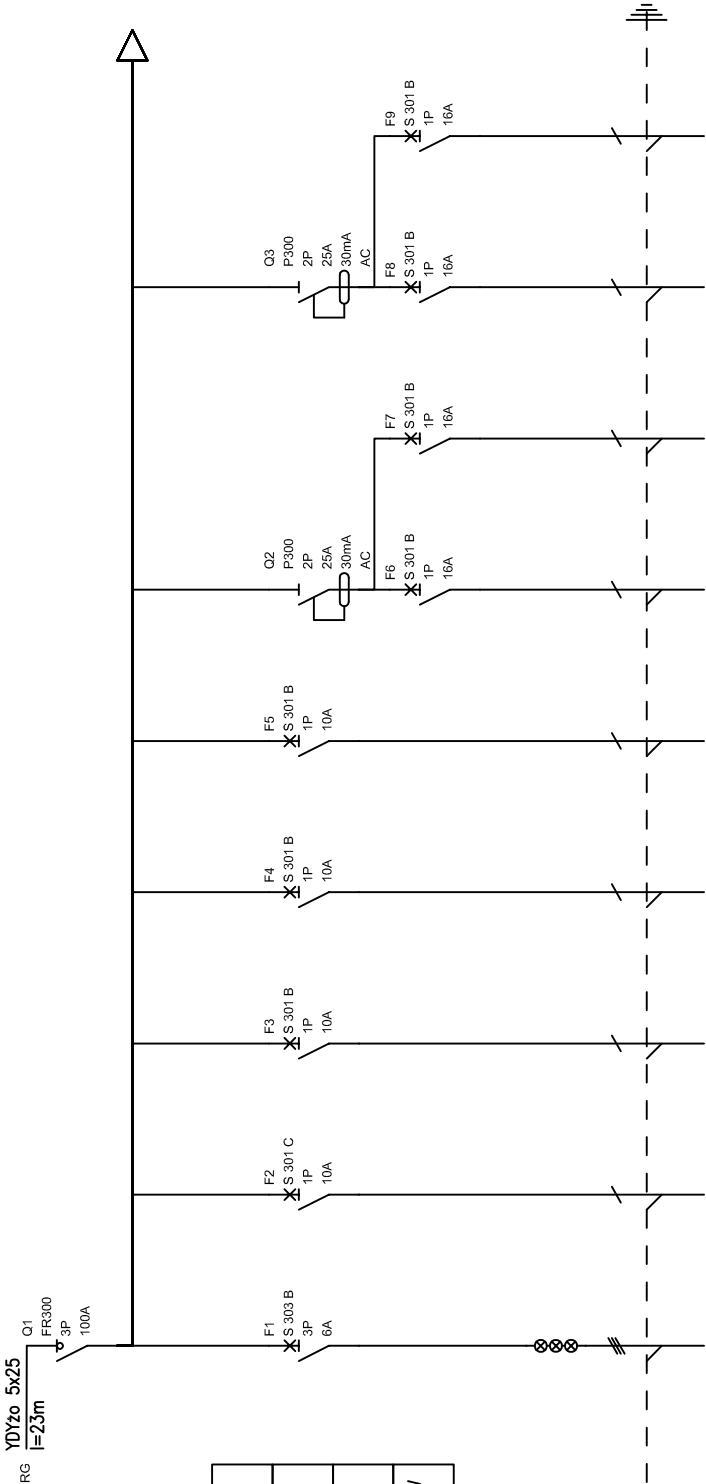 RG
YDYżo 5x25
l=23m
Q1
FR300
3P
100A
F1
S 303 B
3P
6A
F2
S 301 C
1P
10A
F3
S 301 B
1P
10A
F4
S 301 B
1P
10A
F5
S 301 B
1P
10A
Q2
P300
2P
25A
30mA
AC
F6
S 301 B
1P
16A
F7
S 301 B
1P
16A
Q3
P300
2P
25A
30mA
AC
F8
S 301 B
1P
16A
F9
S 301 B
1P
16A